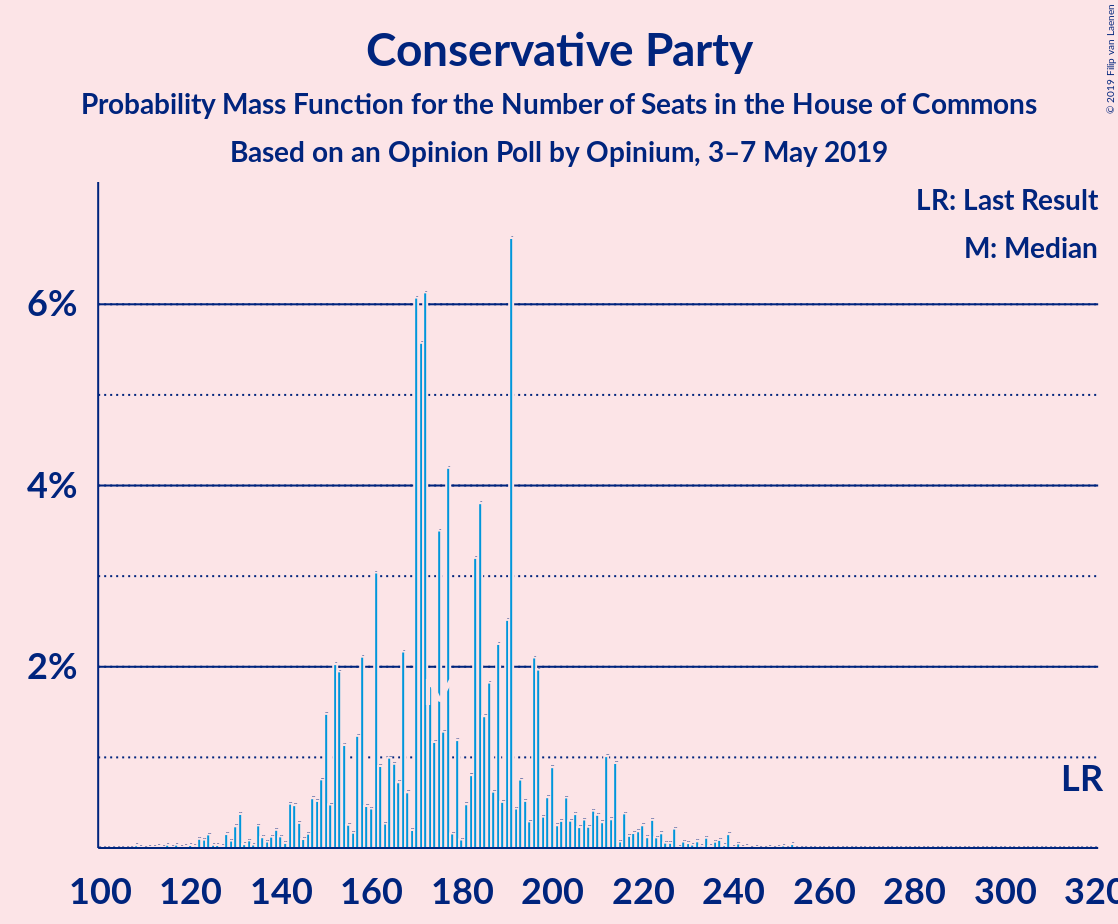 Conservative Party
Probability Mass Function for the Number of Seats in the House of Commons
Based on an Opinion Poll by Opinium, 3–7 May 2019
© 2019 Filip van Laenen
LR: Last Result
M: Median
6%
4%
2%
LR
100 120 140 160 180 200 220 240 260 280 300 320